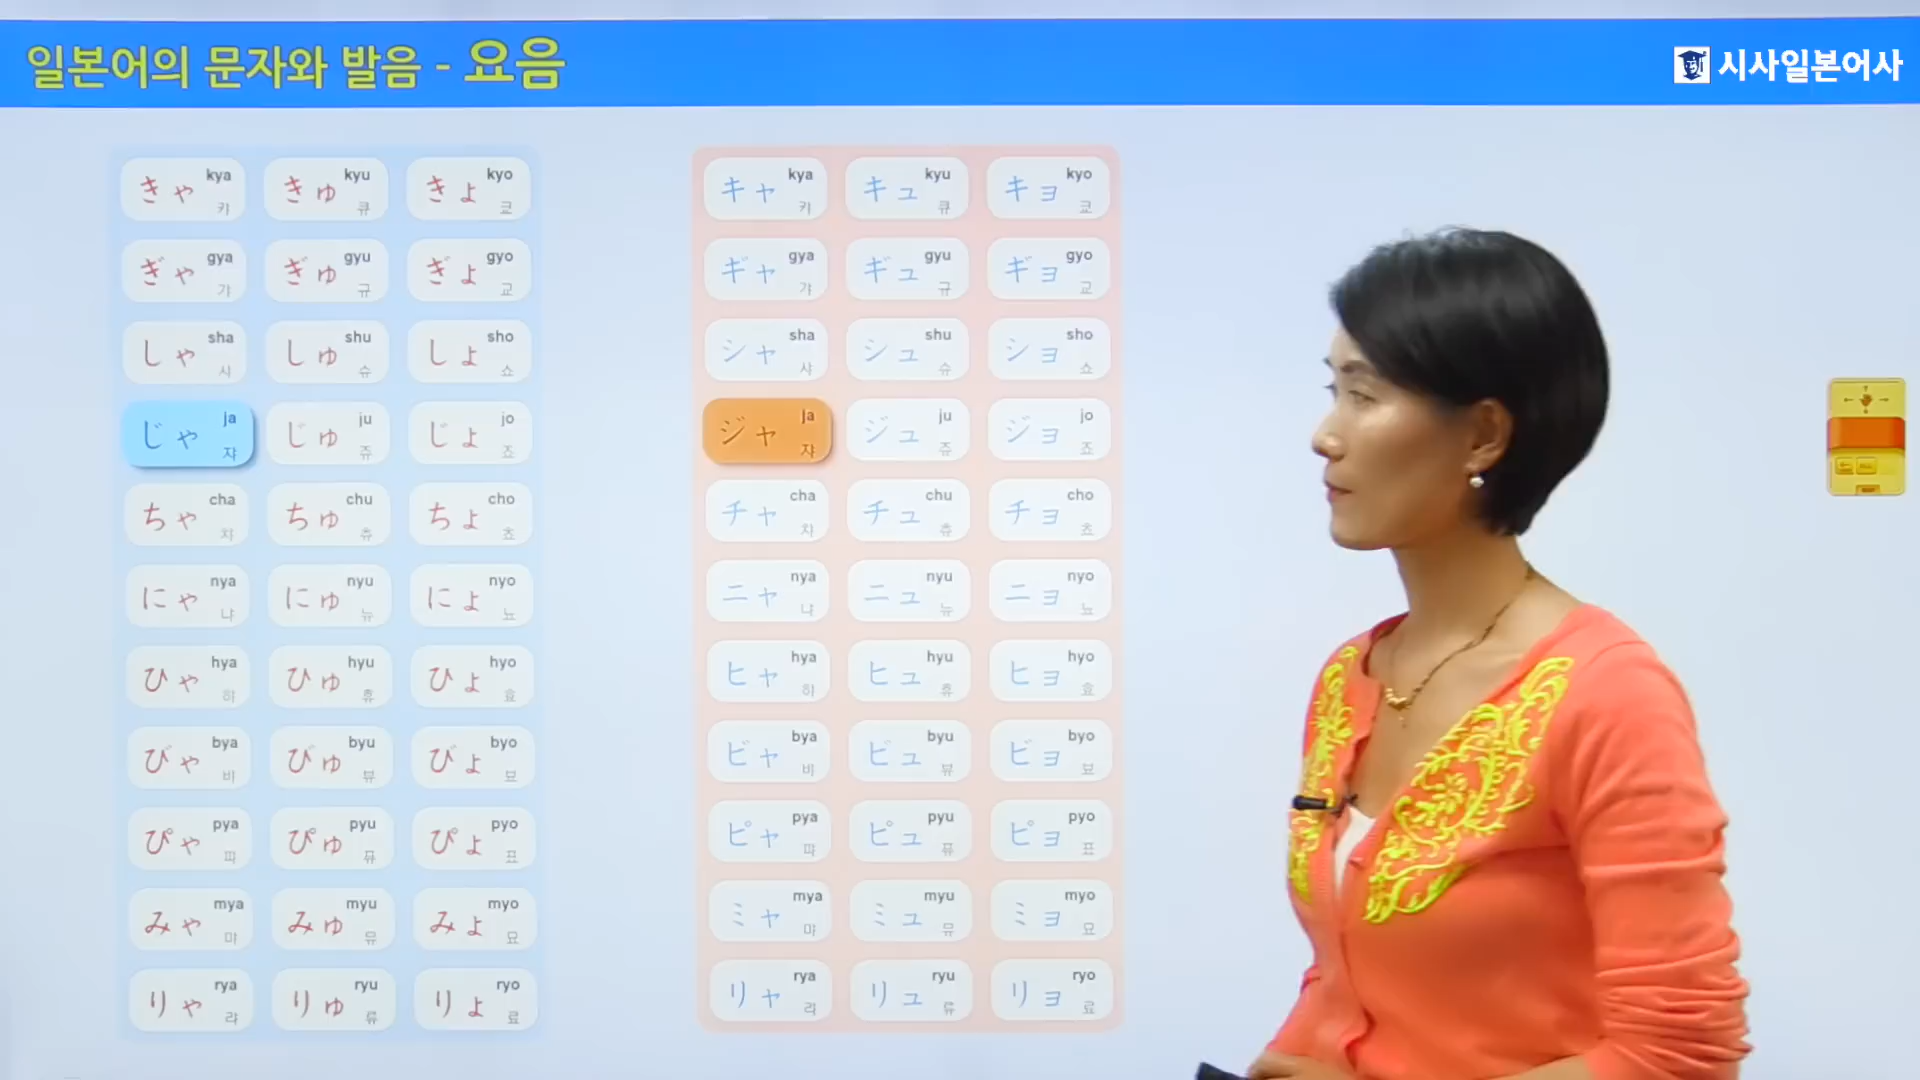 일본어의 문자와 발음 - 요음
시사일본어사
きゃ kya 캬 きゅ kyu 큐 きょ kyo 쿄
ぎゃ gya 갸 ぎゅ gyu 규 ぎょ gyo 교
しゃ sha 샤 しゅ shu 슈 しょ sho 쇼
じゃ ja 쟈 じゅ ju 쥬 じょ jo 죠
ちゃ cha 챠 ちゅ chu 츄 ちょ cho 쵸
にゃ nya 냐 にゅ nyu 뉴 にょ nyo 뇨
ひゃ hya 햐 ひゅ hyu 휴 ひょ hyo 효
びゃ bya 뱌 びゅ byu 뷰 びょ byo 뵤
ぴゃ pya 퍄 ぴゅ pyu 퓨 ぴょ pyo 표
みゃ mya 먀 みゅ myu 뮤 みょ myo 묘
りゃ rya 랴 りゅ ryu 류 りょ ryo 료
キャ kya 캬 キュ kyu 큐 キョ kyo 쿄
ギャ gya 갸 ギュ gyu 규 ギョ gyo 교
シャ sha 샤 シュ shu 슈 ショ sho 쇼
ジャ ja 쟈 ジュ ju 쥬 ジョ jo 죠
チャ cha 챠 チュ chu 츄 チョ cho 쵸
ニャ nya 냐 ニュ nyu 뉴 ニョ nyo 뇨
ヒャ hya 햐 ヒュ hyu 휴 ヒョ hyo 효
ビャ bya 뱌 ビュ byu 뷰 ビョ byo 뵤
ピャ pya 퍄 ピュ pyu 퓨 ピョ pyo 표
ミャ mya 먀 ミュ myu 뮤 ミョ myo 묘
リャ rya 랴 リュ ryu 류 リョ ryo 료